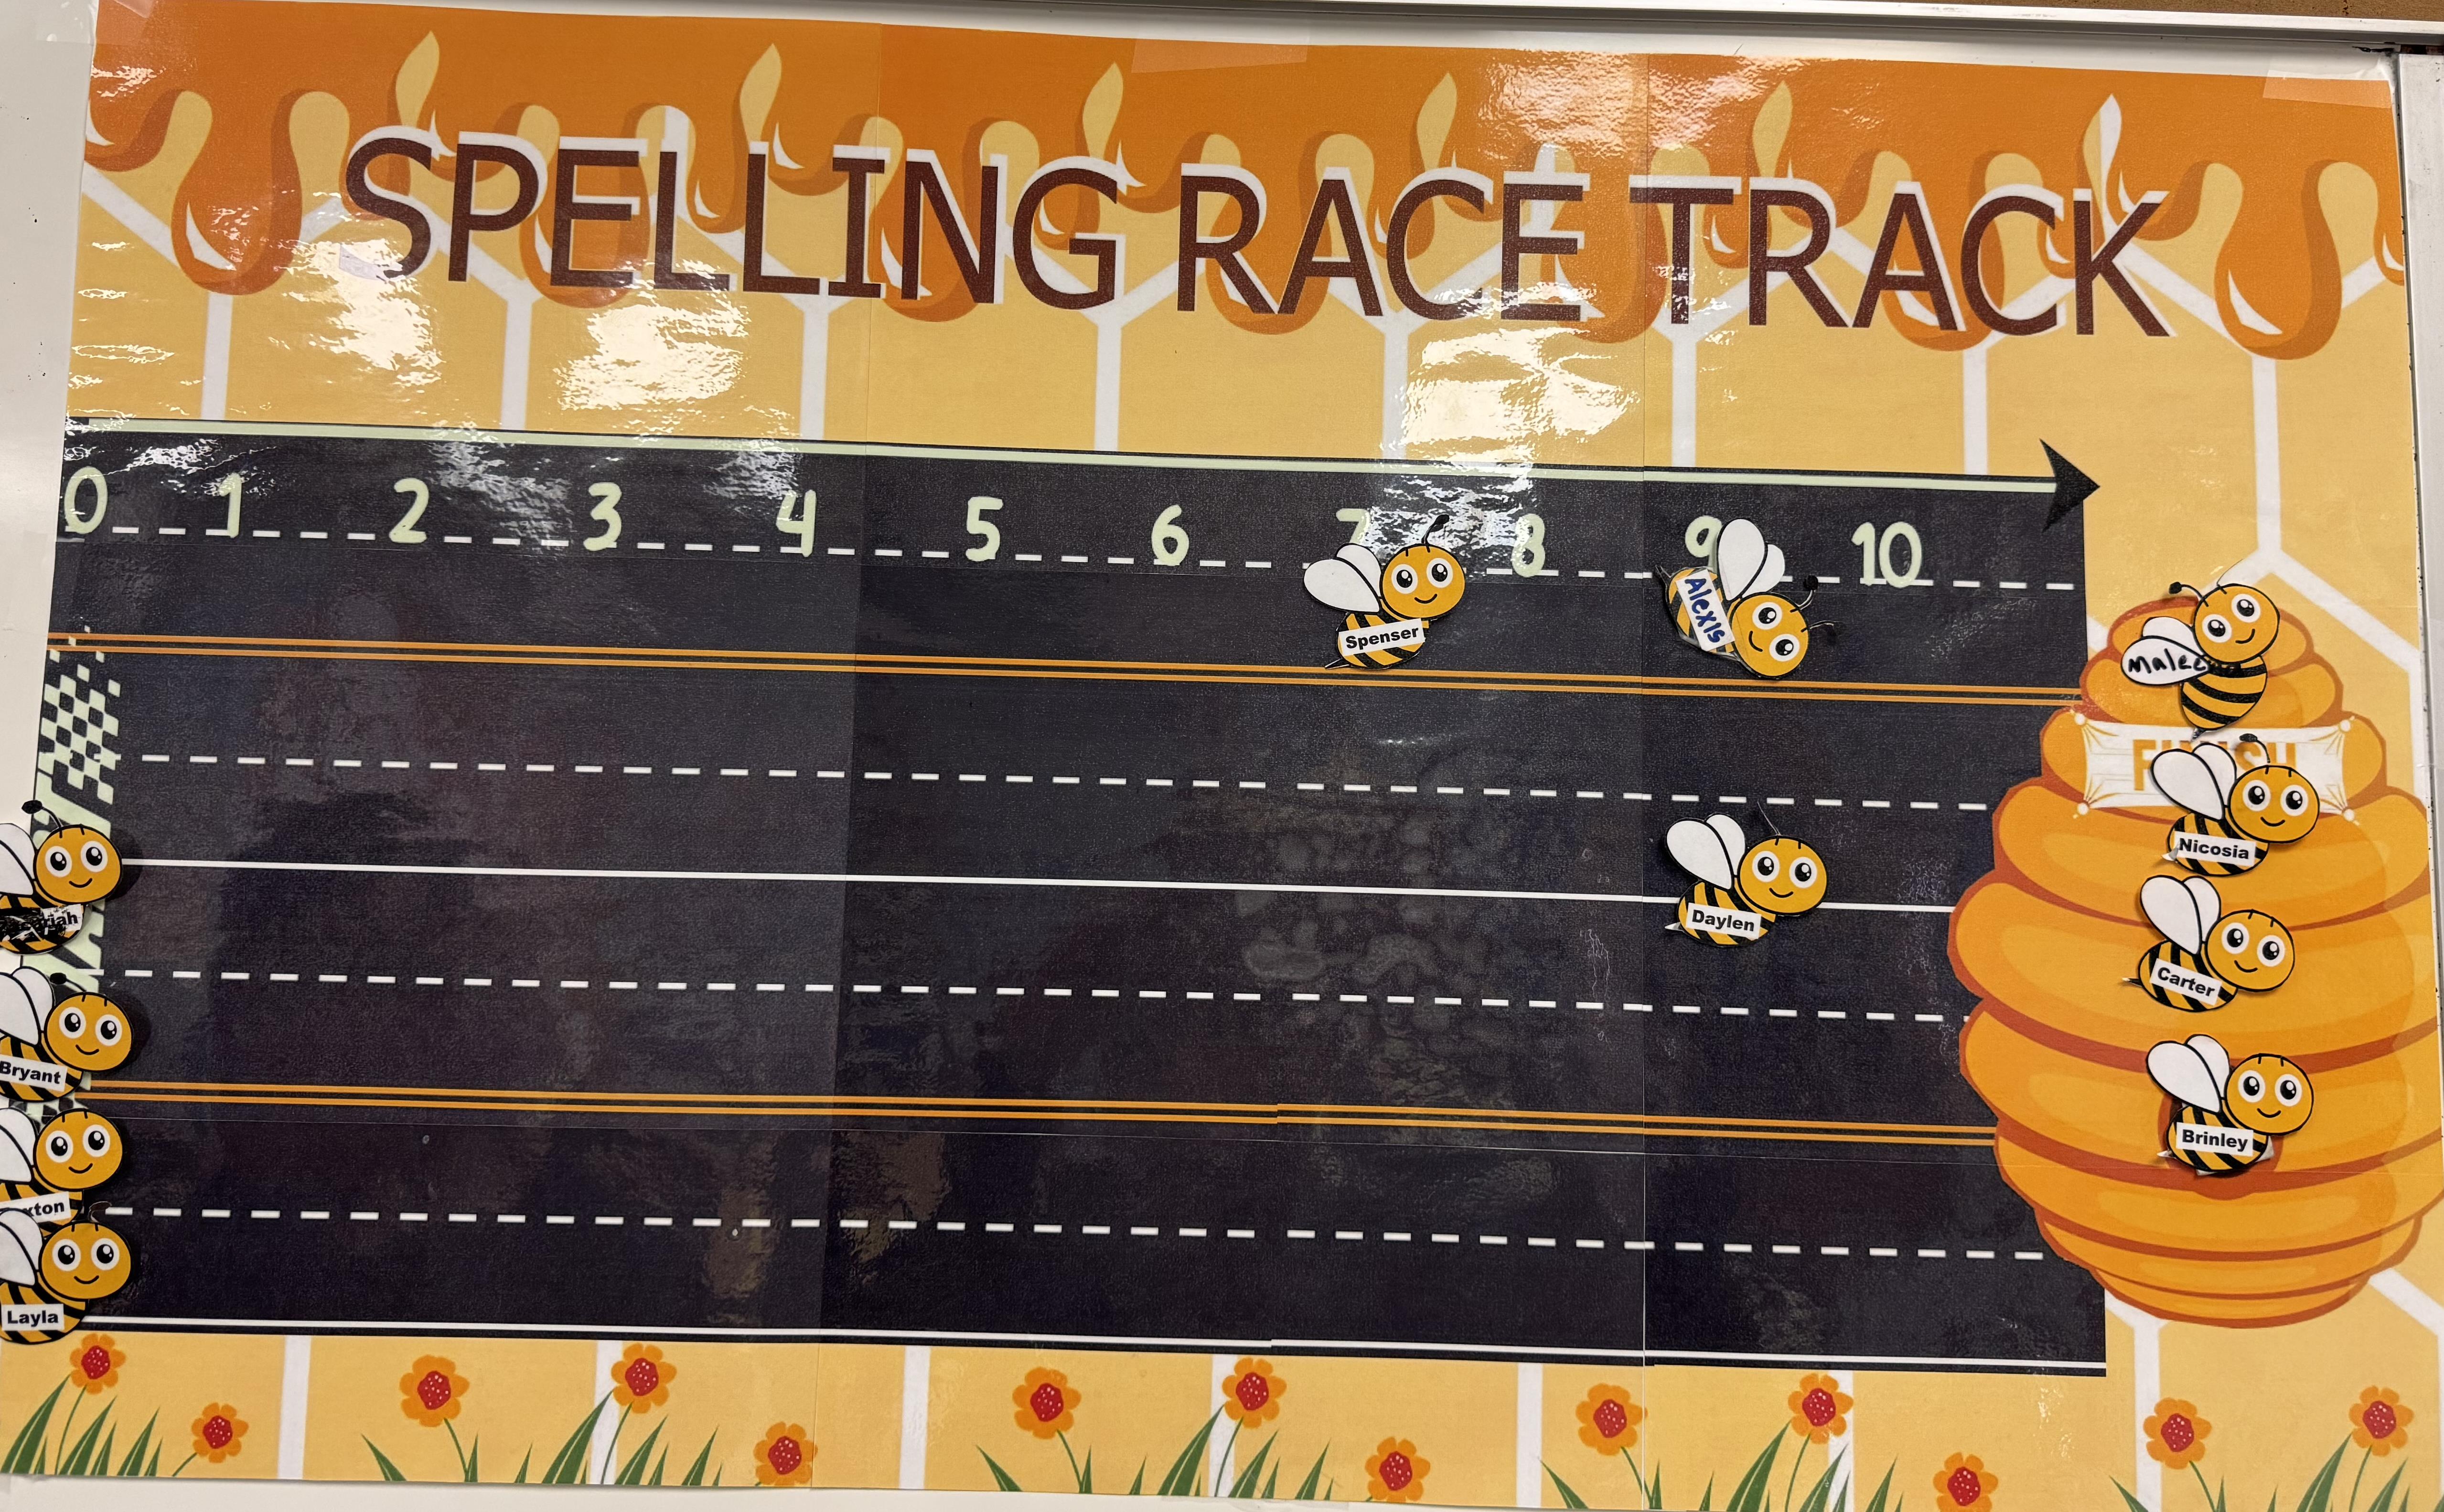 SPELLING RACE TRACK
0 1 2 3 4 5 6 7 8 9 10
Spenser
Alexis
Nicosia
Daylen
Carter
Bryant
Brinley
Layla